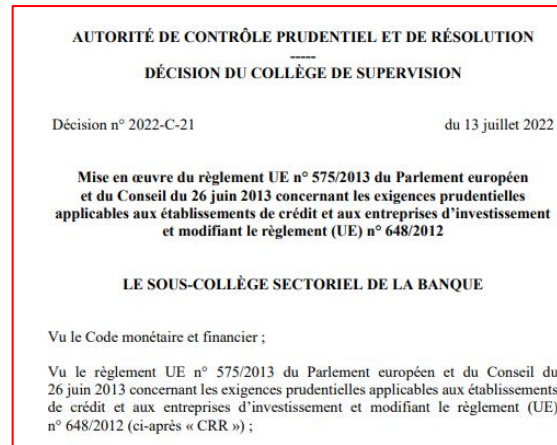 AUTORITÉ DE CONTRÔLE PRUDENTIEL ET DE RÉSOLUTION
-----
DÉCISION DU COLLÈGE DE SUPERVISION
Décision n° 2022-C-21 du 13 juillet 2022
Mise en œuvre du règlement UE n° 575/2013 du Parlement européen
et du Conseil du 26 juin 2013 concernant les exigences prudentielles
applicables aux établissements de crédit et aux entreprises d’investissement
et modifiant le règlement (UE) n° 648/2012
LE SOUS-COLLÈGE SECTORIEL DE LA BANQUE
Vu le Code monétaire et financier ;
Vu le règlement UE n° 575/2013 du Parlement européen et du Conseil du
26 juin 2013 concernant les exigences prudentielles applicables aux établissements
de crédit et aux entreprises d’investissement et modifiant le règlement (UE)
n° 648/2012 (ci-après « CRR ») ;